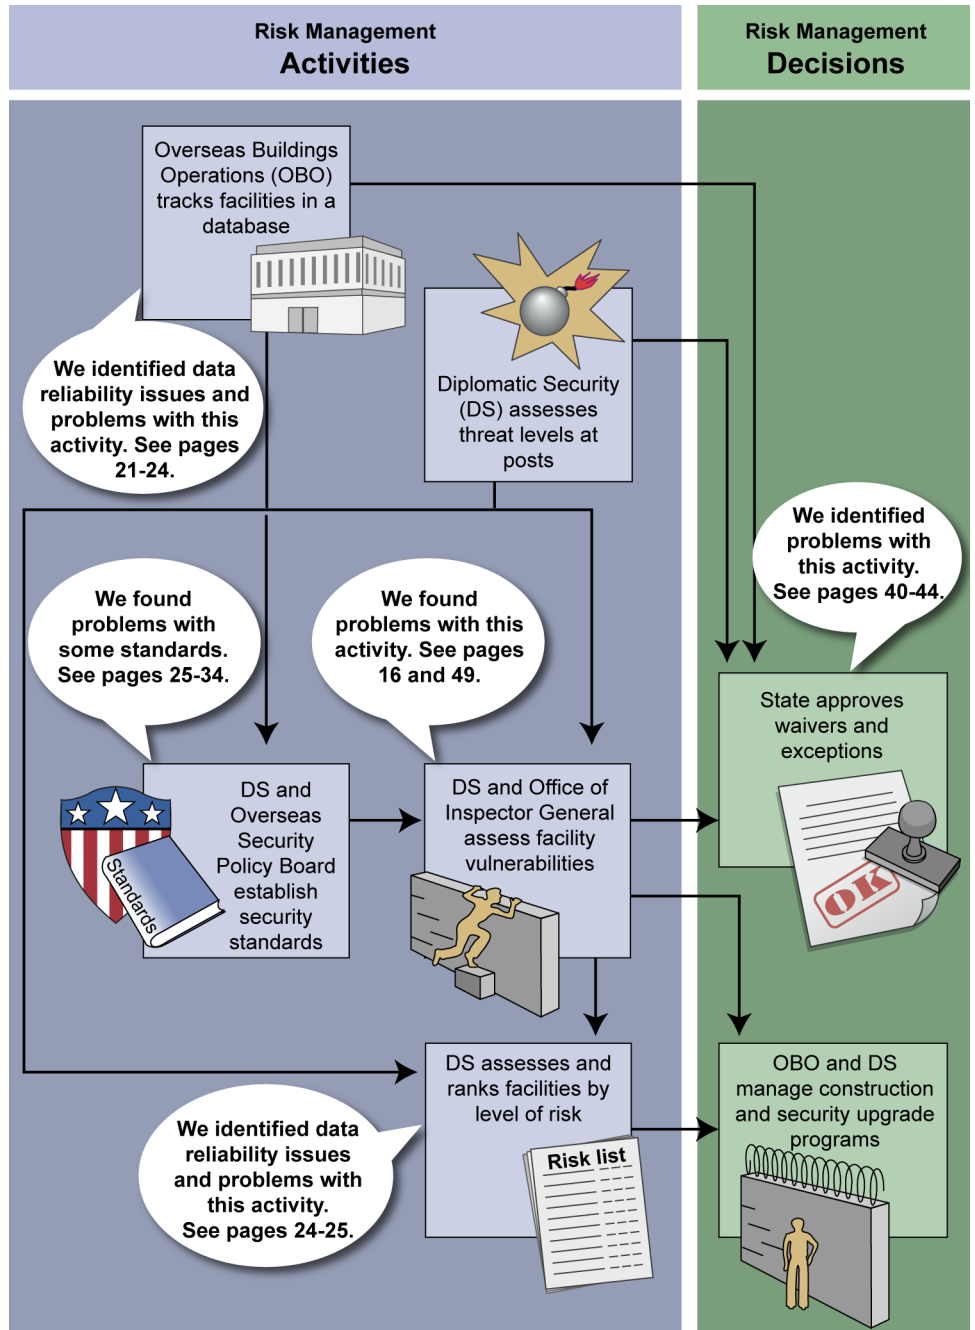 Risk Management
Activities
Risk Management
Decisions
Overseas Buildings
Operations (OBO)
tracks facilities in a
database
We identified data
reliability issues and
problems with this
activity. See pages
21-24.
Diplomatic Security
(DS) assesses
threat levels at
posts
We identified
problems with
this activity.
See pages 40-44.
We found
problems with
some standards.
See pages 25-34.
We found
problems with this
activity. See pages
16 and 49.
State approves
waivers and
exceptions
OK
DS and
Overseas
Security
Policy Board
establish
security
standards
Standards
DS and Office of
Inspector General
assess facility
vulnerabilities
DS assesses and
ranks facilities by
level of risk
Risk list
We identified data
reliability issues
and problems with
this activity.
See pages 24-25.
OBO and DS
manage construction
and security upgrade
programs